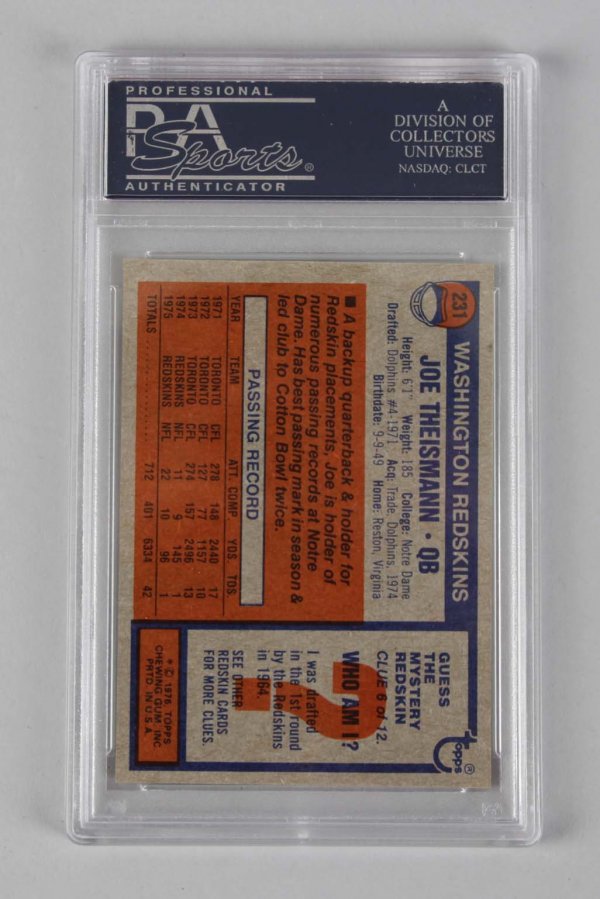 PROFESSIONAL
PSA
Sports®
AUTHENTICATOR
A
DIVISION OF
COLLECTORS
UNIVERSE
NASDAQ: CLCT
231
WASHINGTON REDSKINS
JOE THEISMANN • QB
Height: 6'1" Weight: 185 College: Notre Dame
Drafted: Dolphins #4-1971 Acq: Trade, Dolphins, 1974
Birthdate: 9-9-49 Home: Reston, Virginia
■ A backup quarterback & holder for
Redskin placements, Joe is holder of
numerous passing records at Notre
Dame. Has best passing mark in season &
led club to Cotton Bowl twice.
PASSING RECORD
YEAR TEAM ATT. COMP YDS. TDS.
1971 TORONTO CFL 278 148 2440 17
1972 TORONTO CFL 127 77 1157 10
1973 TORONTO CFL 274 157 2496 13
1974 REDSKINS NFL 11 9 145 1
1975 REDSKINS NFL 22 10 96 1
TOTALS 712 401 6334 42
topps®
GUESS
THE
MYSTERY
REDSKIN
CLUE 6 of 12.
?
WHO AM I?
I was drafted
in the 1st round
by the Redskins
in 1964.
SEE OTHER
REDSKIN CARDS
FOR MORE CLUES.
* © 1976, TOPPS
CHEWING GUM, INC.
PRTD. IN U.S.A.